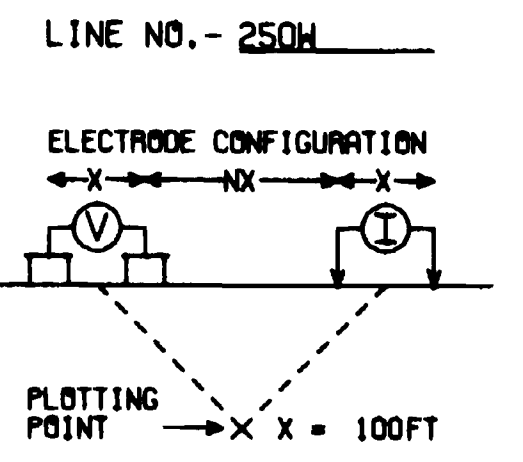 LINE NO.- 250W
ELECTRODE CONFIGURATION
X NX X
V I
PLOTTING
POINT X X = 100FT